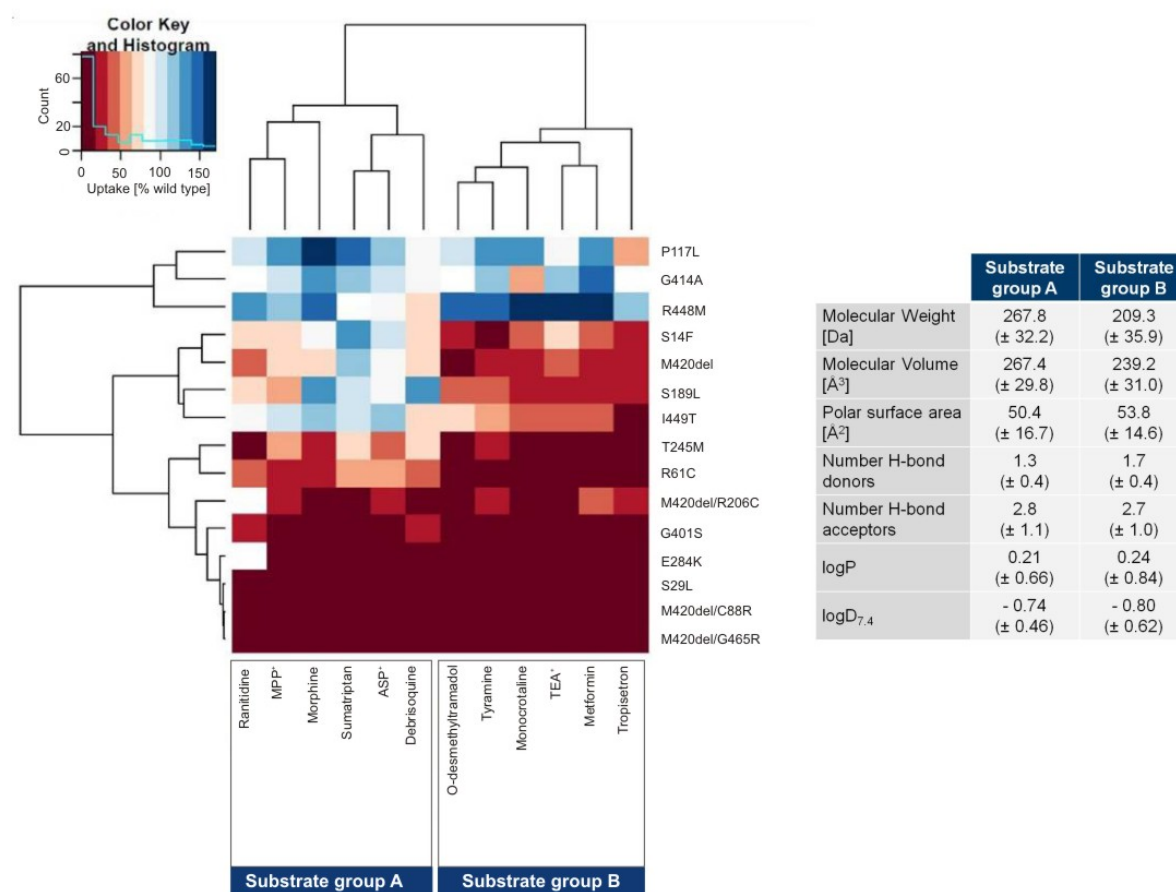 Color Key
and Histogram
60
20
0
Count
0 50 100 150
Uptake [% wild type]
P117L
G414A
R448M
S14F
M420del
S189L
I449T
T245M
R61C
M420del/R206C
G401S
E284K
S29L
M420del/C88R
M420del/G465R
Ranitidine
MPP⁺
Morphine
Sumatriptan
ASP⁺
Debrisoquine
O-desmethyltramadol
Tyramine
Monocrotaline
TEA⁺
Metformin
Tropisetron
Substrate group A
Substrate group B
Substrate Substrate
group A group B
Molecular Weight 267.8 209.3
[Da] (± 32.2) (± 35.9)
Molecular Volume 267.4 239.2
[Å³] (± 29.8) (± 31.0)
Polar surface area 50.4 53.8
[Å²] (± 16.7) (± 14.6)
Number H-bond 1.3 1.7
donors (± 0.4) (± 0.4)
Number H-bond 2.8 2.7
acceptors (± 1.1) (± 1.0)
logP 0.21 0.24
(± 0.66) (± 0.84)
logD₇.₄ - 0.74 - 0.80
(± 0.46) (± 0.62)